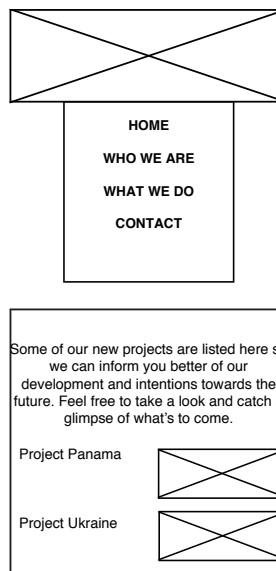 HOME
WHO WE ARE
WHAT WE DO
CONTACT
Some of our new projects are listed here s
we can inform you better of our
development and intentions towards the
future. Feel free to take a look and catch
glimpse of what's to come.
Project Panama
Project Ukraine